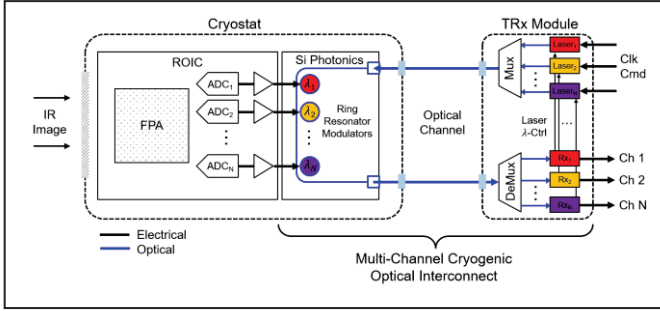 Cryostat
TRx Module
ROIC
Si Photonics
IR
Image
FPA
ADC1
ADC2
ADCN
λ1
λ2
λN
Ring
Resonator
Modulators
Optical
Channel
Mux
Laser1
Laser2
LaserN
Clk
Cmd
Laser
λ-Ctrl
DeMux
Rx1
Rx2
RxN
Ch 1
Ch 2
Ch N
Electrical
Optical
Multi-Channel Cryogenic
Optical Interconnect